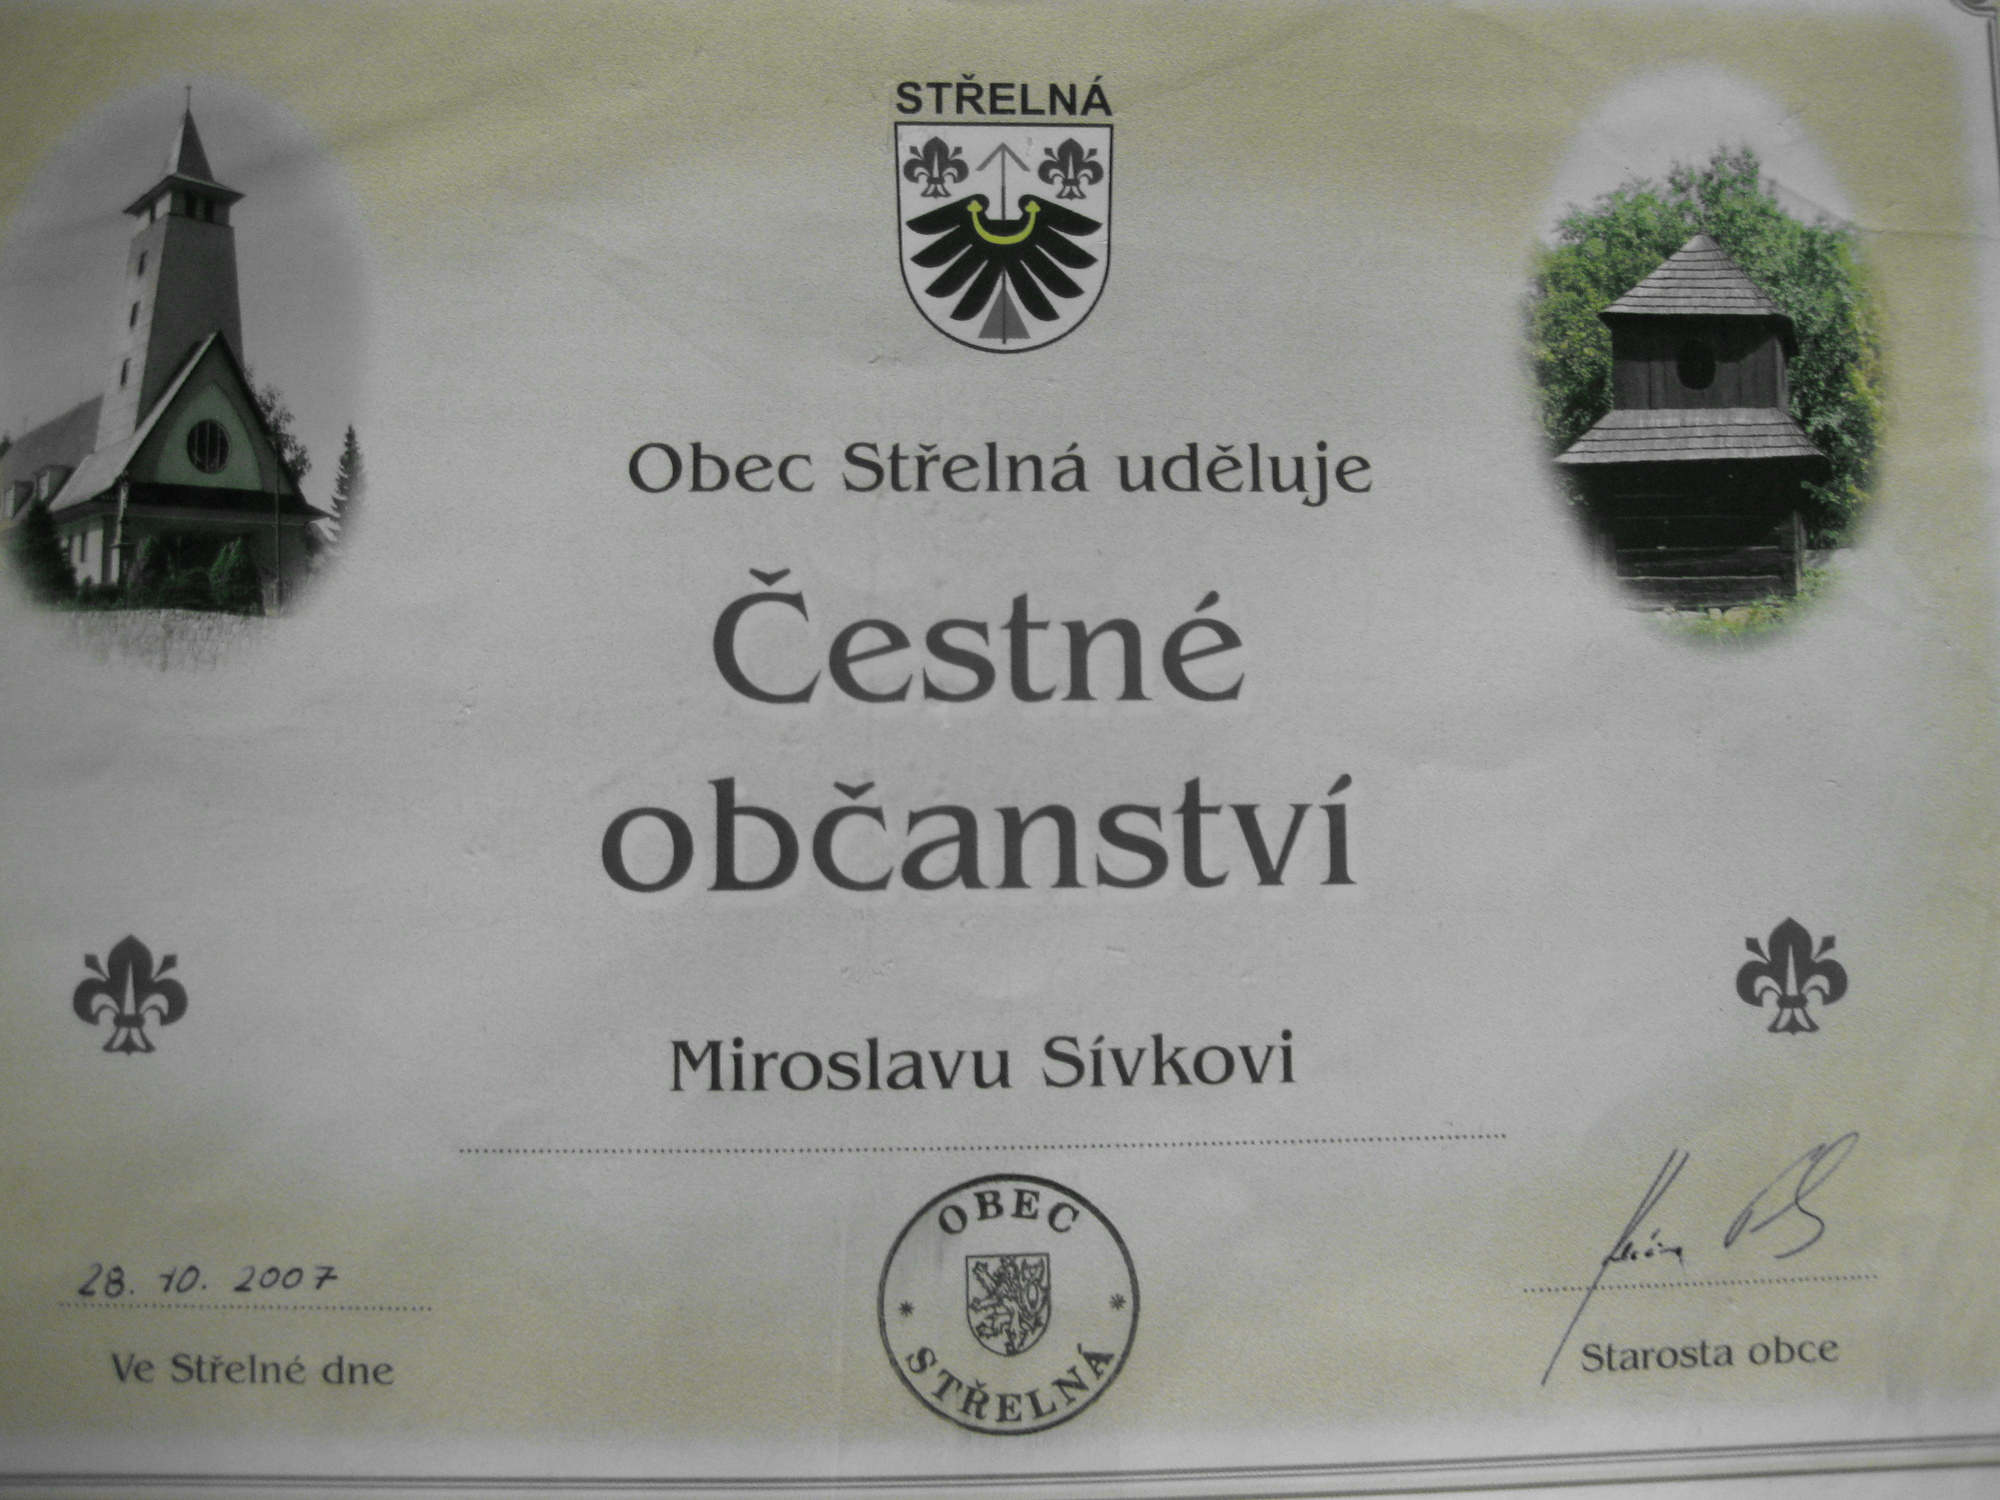 STŘELNÁ
Obec Střelná uděluje
Čestné
občanství
Miroslavu Sívkovi
28. 10. 2007
Ve Střelné dne
OBEC
STŘELNÁ
Starosta obce